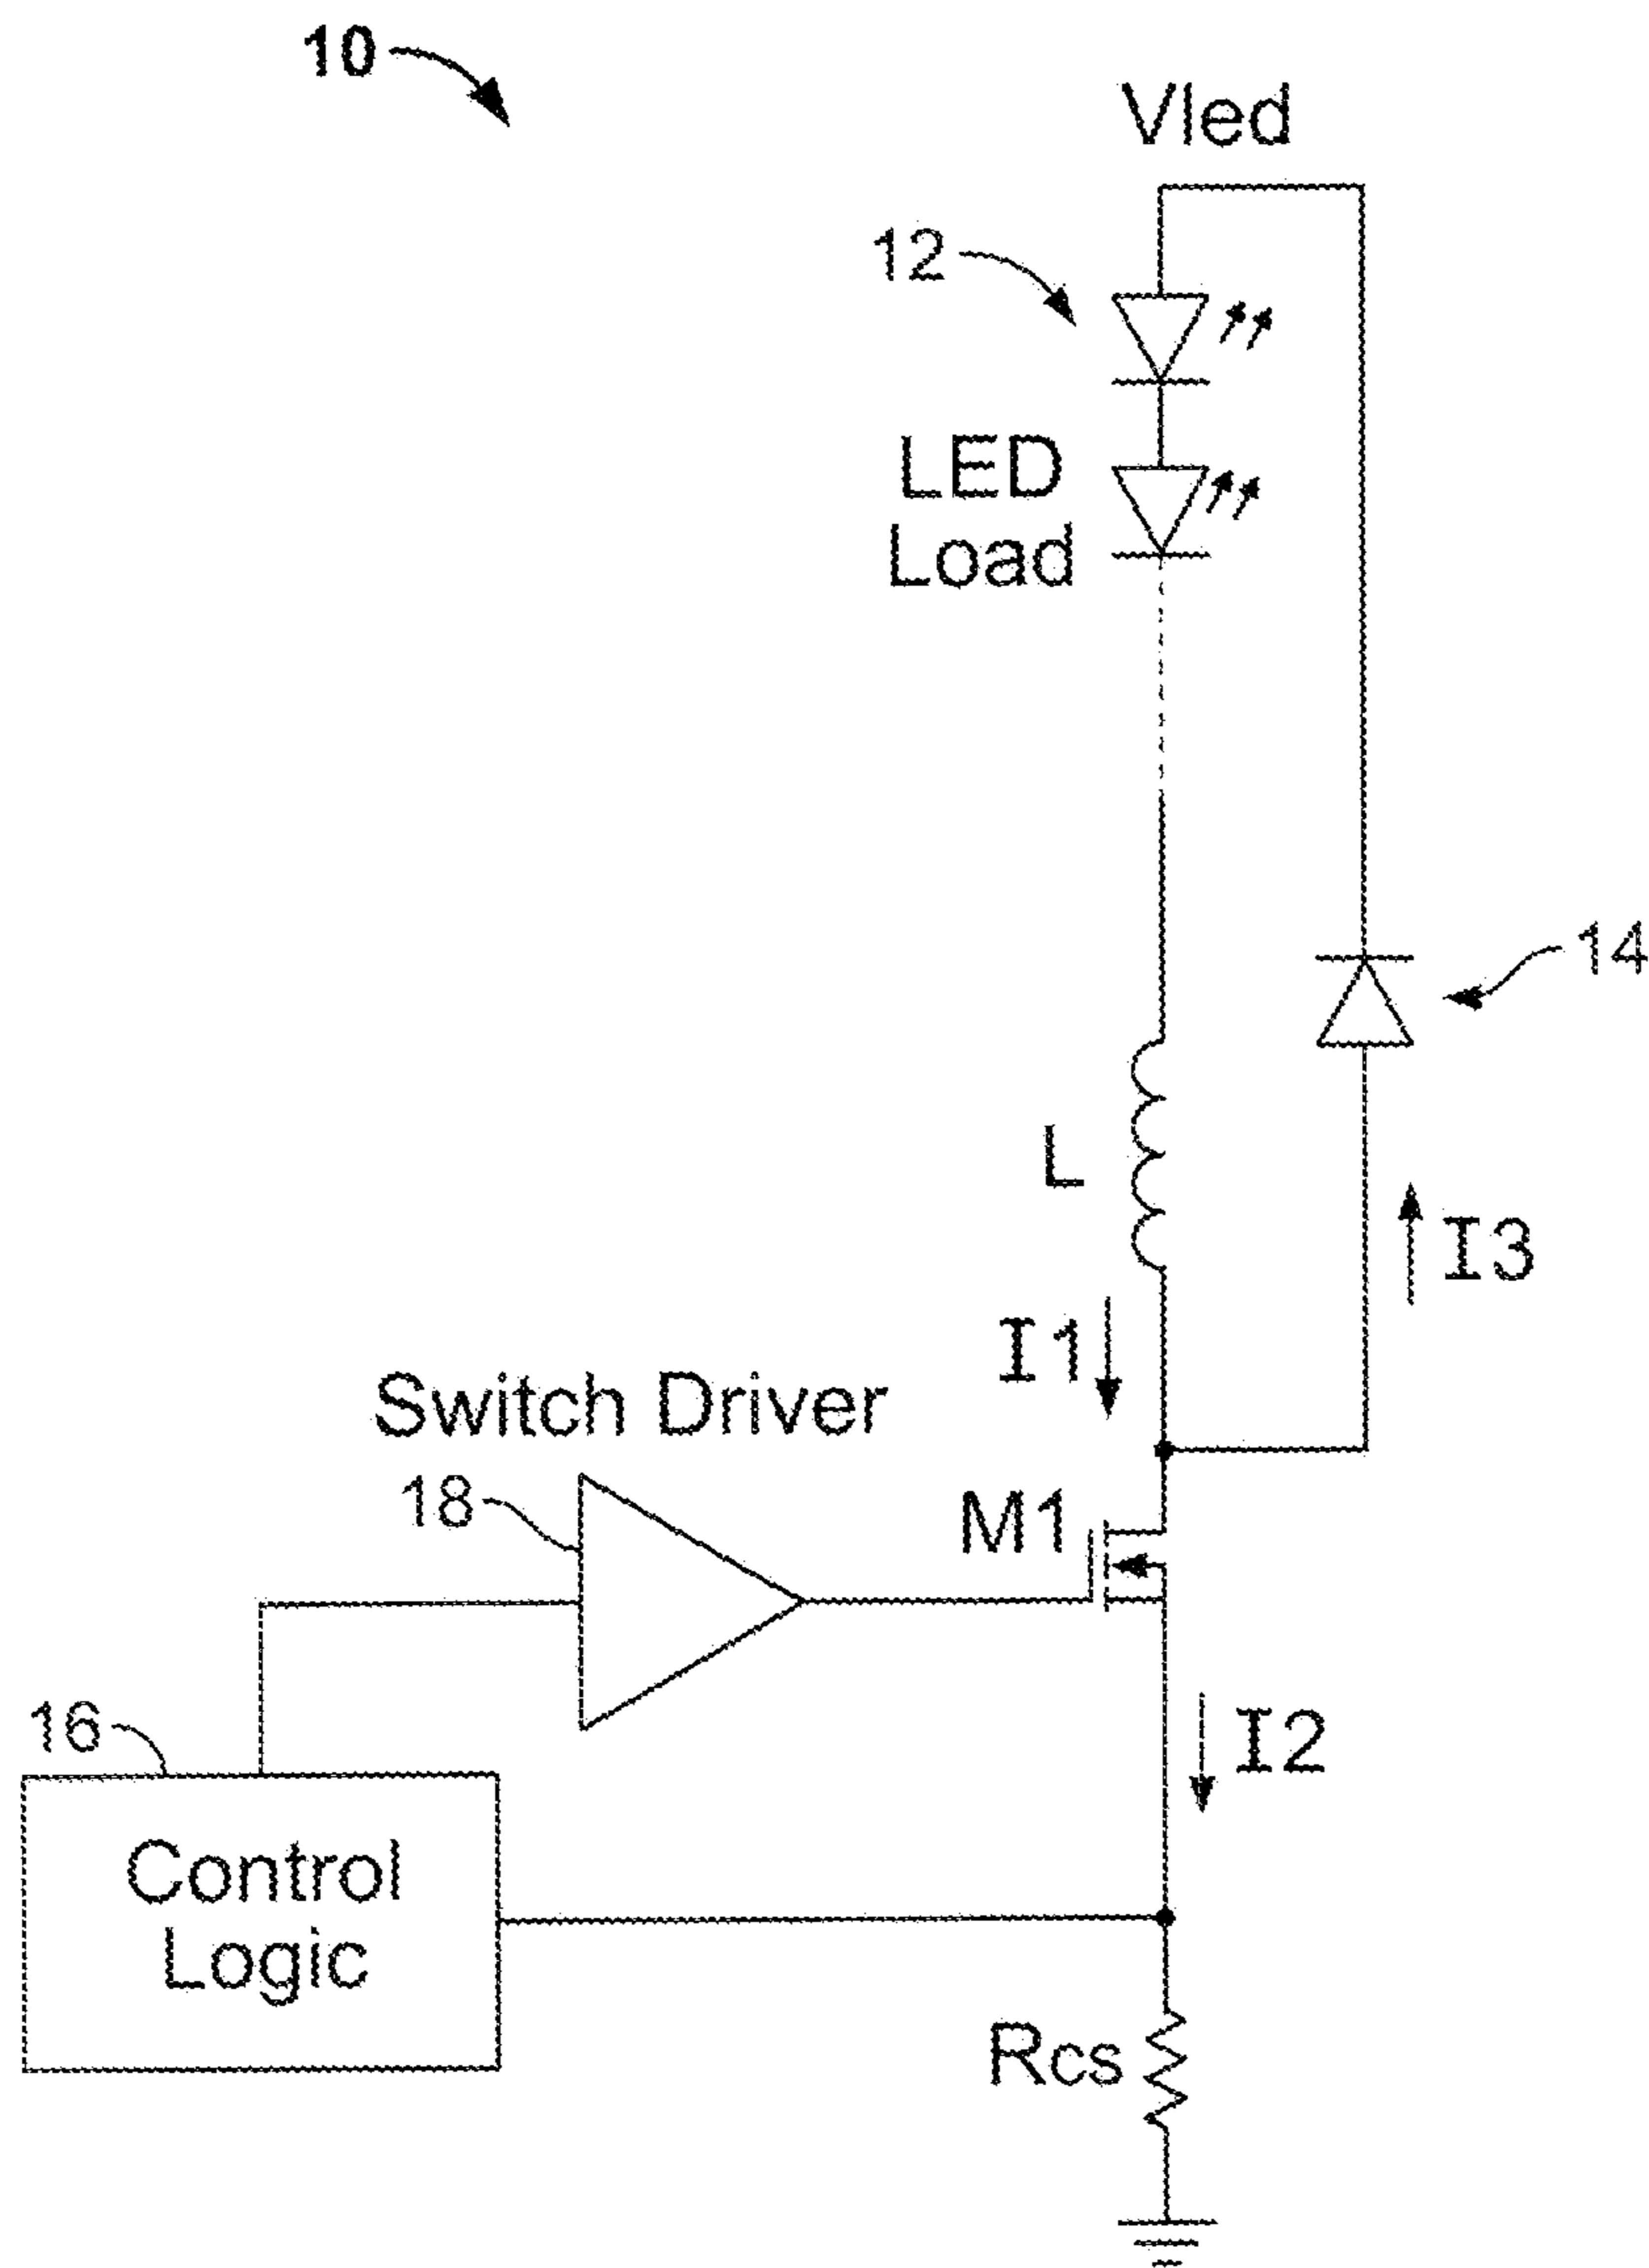 10
Vled
12
LED
Load
14
L
I3
I1
Switch Driver
18
M1
16
I2
Control
Logic
Rcs